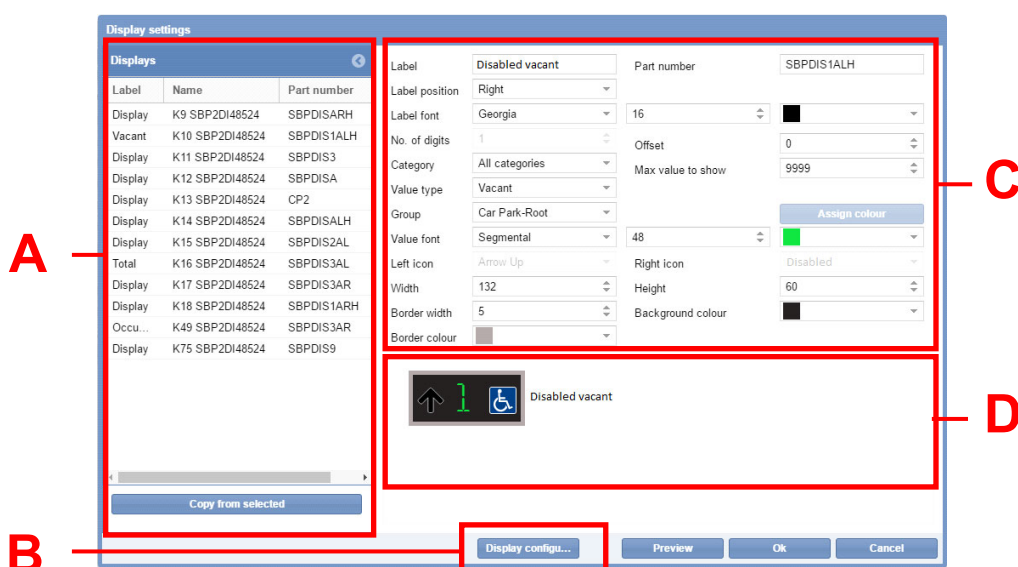 Display settings
Displays
Label Name Part number
Display K9 SBP2DI48524 SBPDISARH
Vacant K10 SBP2DI48524 SBPDIS1ALH
Display K11 SBP2DI48524 SBPDIS3
Display K12 SBP2DI48524 SBPDISA
Display K13 SBP2DI48524 CP2
Display K14 SBP2DI48524 SBPDISALH
Display K15 SBP2DI48524 SBPDIS2AL
Total K16 SBP2DI48524 SBPDIS3AL
Display K17 SBP2DI48524 SBPDIS3AR
Display K18 SBP2DI48524 SBPDIS1ARH
Occu... K49 SBP2DI48524 SBPDIS3AR
Display K75 SBP2DI48524 SBPDIS9
Copy from selected
A
B
Label Disabled vacant Part number SBPDIS1ALH
Label position Right
Label font Georgia 16
No. of digits 1 Offset 0
Category All categories Max value to show 9999
Value type Vacant
Group Car Park-Root Assign colour
Value font Segmental 48
Left icon Arrow Up Right icon Disabled
Width 132 Height 60
Border width 5 Background colour
Border colour
C
1 Disabled vacant
D
Display configu... Preview Ok Cancel